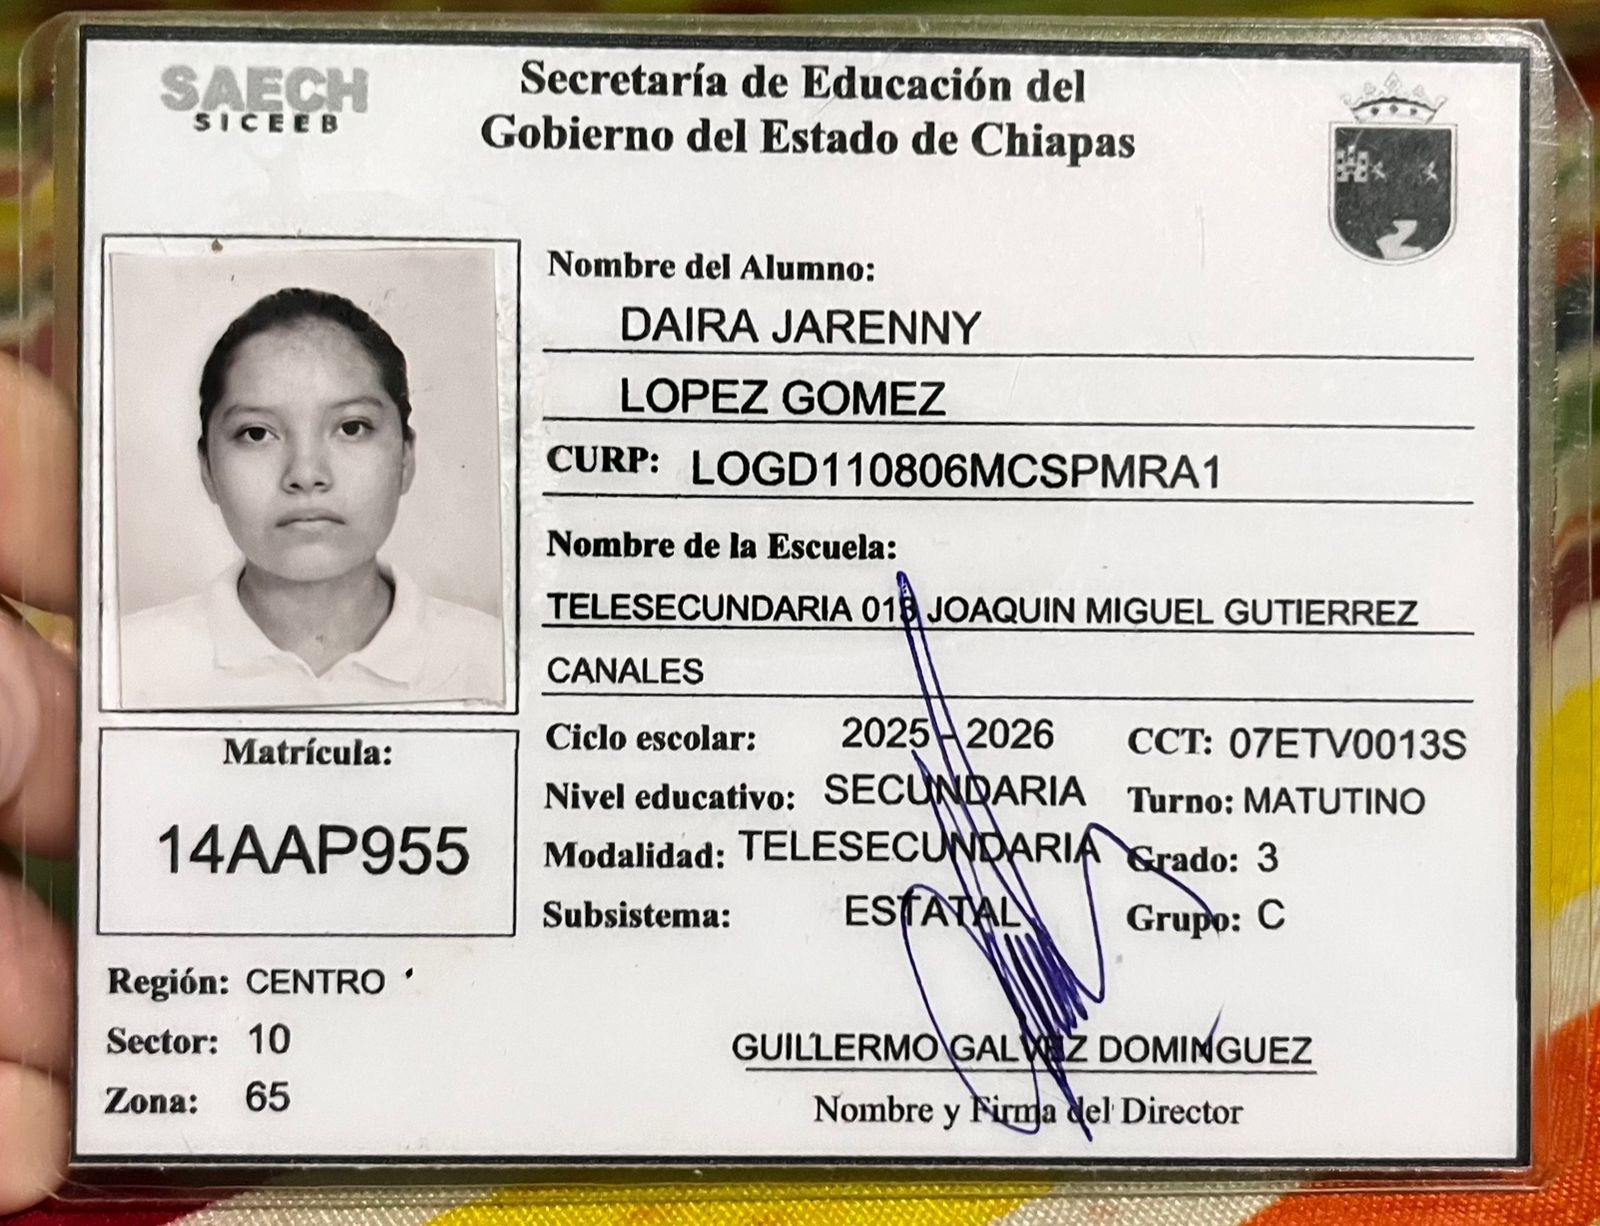 SAECH
SICEEB
Secretaría de Educación del
Gobierno del Estado de Chiapas
Nombre del Alumno:
DAIRA JARENNY
LOPEZ GOMEZ
CURP: LOGD110806MCSPMRA1
Nombre de la Escuela:
TELESECUNDARIA 013 JOAQUIN MIGUEL GUTIERREZ
CANALES
Ciclo escolar: 2025 - 2026 CCT: 07ETV0013S
Nivel educativo: SECUNDARIA Turno: MATUTINO
Modalidad: TELESECUNDARIA Grado: 3
Subsistema: ESTATAL Grupo: C
Matrícula:
14AAP955
Región: CENTRO
Sector: 10
Zona: 65
GUILLERMO GALVEZ DOMINGUEZ
Nombre y Firma del Director